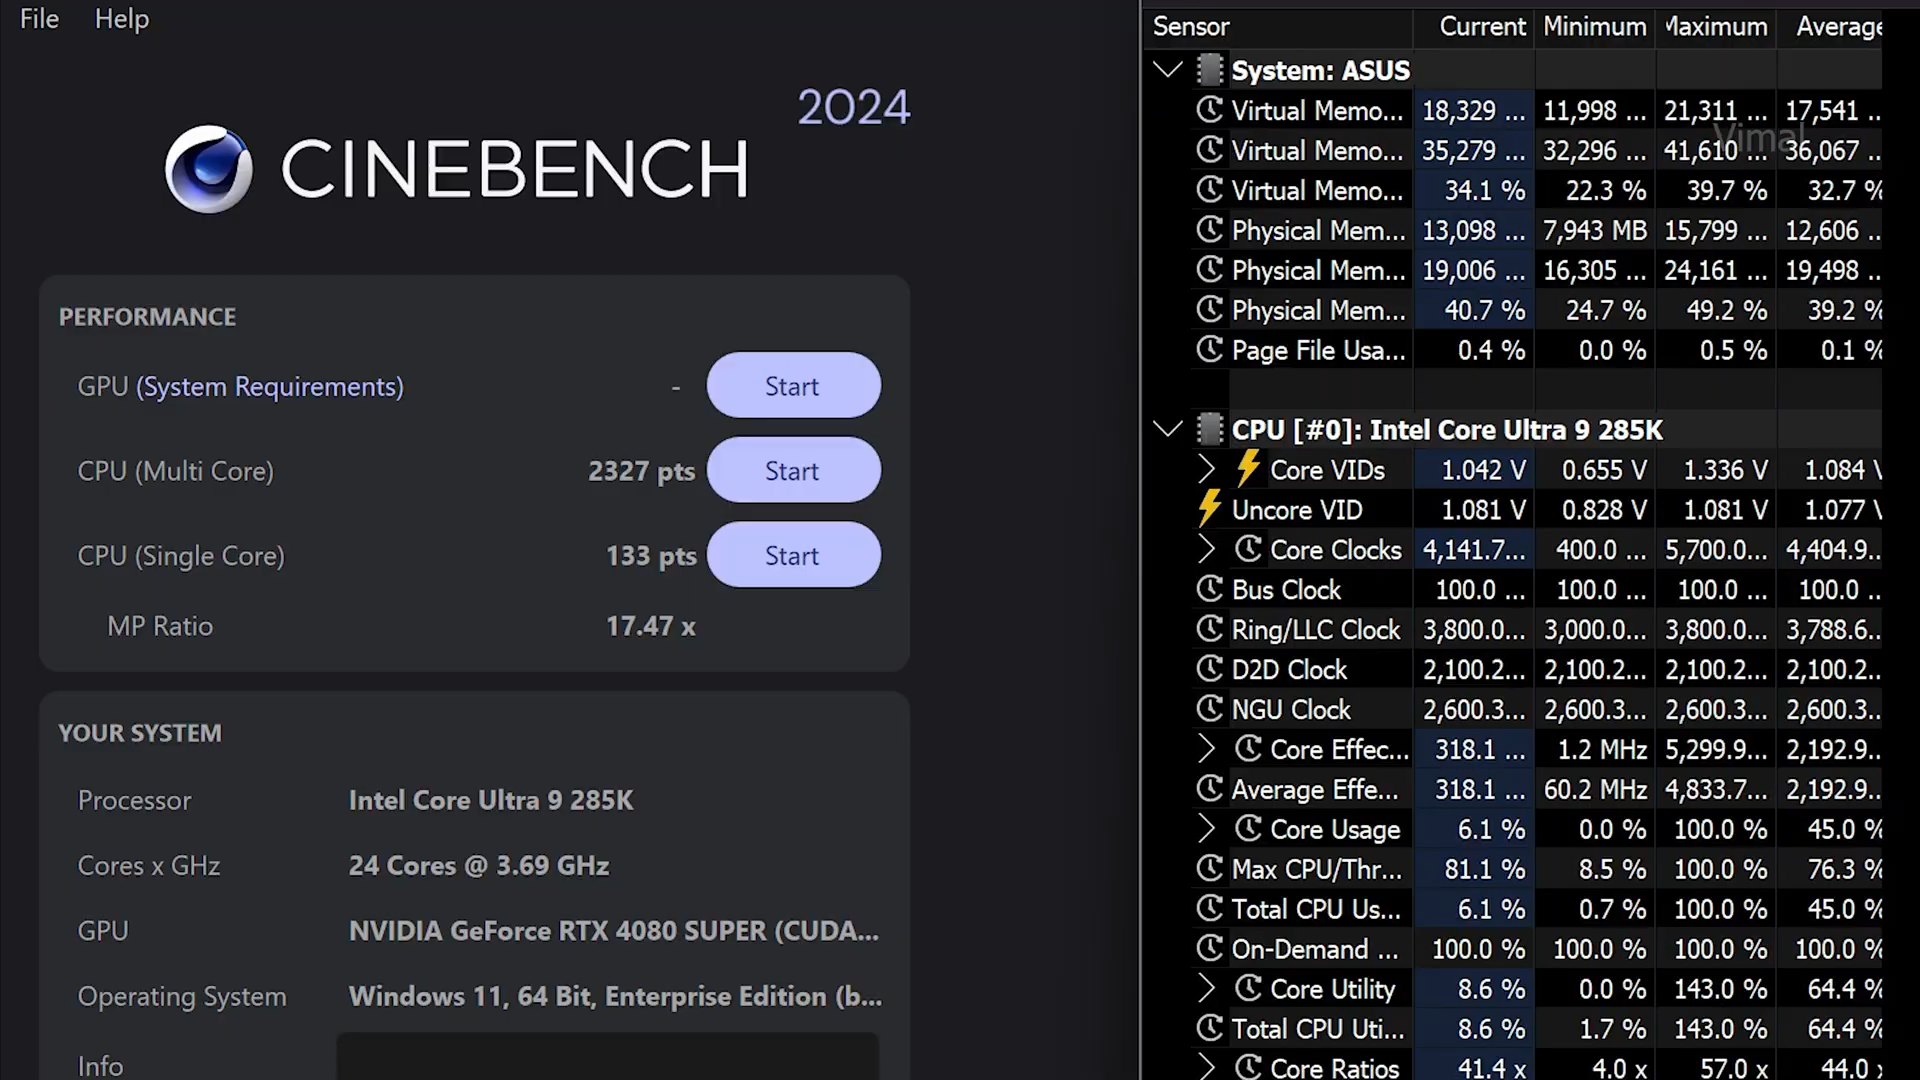 File Help
2024
CINEBENCH
PERFORMANCE
GPU (System Requirements) - Start
CPU (Multi Core) 2327 pts Start
CPU (Single Core) 133 pts Start
MP Ratio 17.47 x
YOUR SYSTEM
Processor Intel Core Ultra 9 285K
Cores x GHz 24 Cores @ 3.69 GHz
GPU NVIDIA GeForce RTX 4080 SUPER (CUDA...
Operating System Windows 11, 64 Bit, Enterprise Edition (b...
Info
Sensor Current Minimum Maximum Average
System: ASUS
Virtual Memo... 18,329 ... 11,998 ... 21,311 ... 17,541 ..
Vimal
Virtual Memo... 35,279 ... 32,296 ... 41,610 ... 36,067 ..
Virtual Memo... 34.1 % 22.3 % 39.7 % 32.7 %
Physical Mem... 13,098 ... 7,943 MB 15,799 ... 12,606 ..
Physical Mem... 19,006 ... 16,305 ... 24,161 ... 19,498 ..
Physical Mem... 40.7 % 24.7 % 49.2 % 39.2 %
Page File Usa... 0.4 % 0.0 % 0.5 % 0.1 %
CPU [#0]: Intel Core Ultra 9 285K
Core VIDs 1.042 V 0.655 V 1.336 V 1.084 V
Uncore VID 1.081 V 0.828 V 1.081 V 1.077 V
Core Clocks 4,141.7... 400.0 ... 5,700.0... 4,404.9..
Bus Clock 100.0 ... 100.0 ... 100.0 ... 100.0 ..
Ring/LLC Clock 3,800.0... 3,000.0... 3,800.0... 3,788.6..
D2D Clock 2,100.2... 2,100.2... 2,100.2... 2,100.2..
NGU Clock 2,600.3... 2,600.3... 2,600.3... 2,600.3..
Core Effec... 318.1 ... 1.2 MHz 5,299.9... 2,192.9..
Average Effe... 318.1 ... 60.2 MHz 4,833.7... 2,192.9..
Core Usage 6.1 % 0.0 % 100.0 % 45.0 %
Max CPU/Thr... 81.1 % 8.5 % 100.0 % 76.3 %
Total CPU Us... 6.1 % 0.7 % 100.0 % 45.0 %
On-Demand ... 100.0 % 100.0 % 100.0 % 100.0 %
Core Utility 8.6 % 0.0 % 143.0 % 64.4 %
Total CPU Uti... 8.6 % 1.7 % 143.0 % 64.4 %
Core Ratios 41.4 x 4.0 x 57.0 x 44.0 x